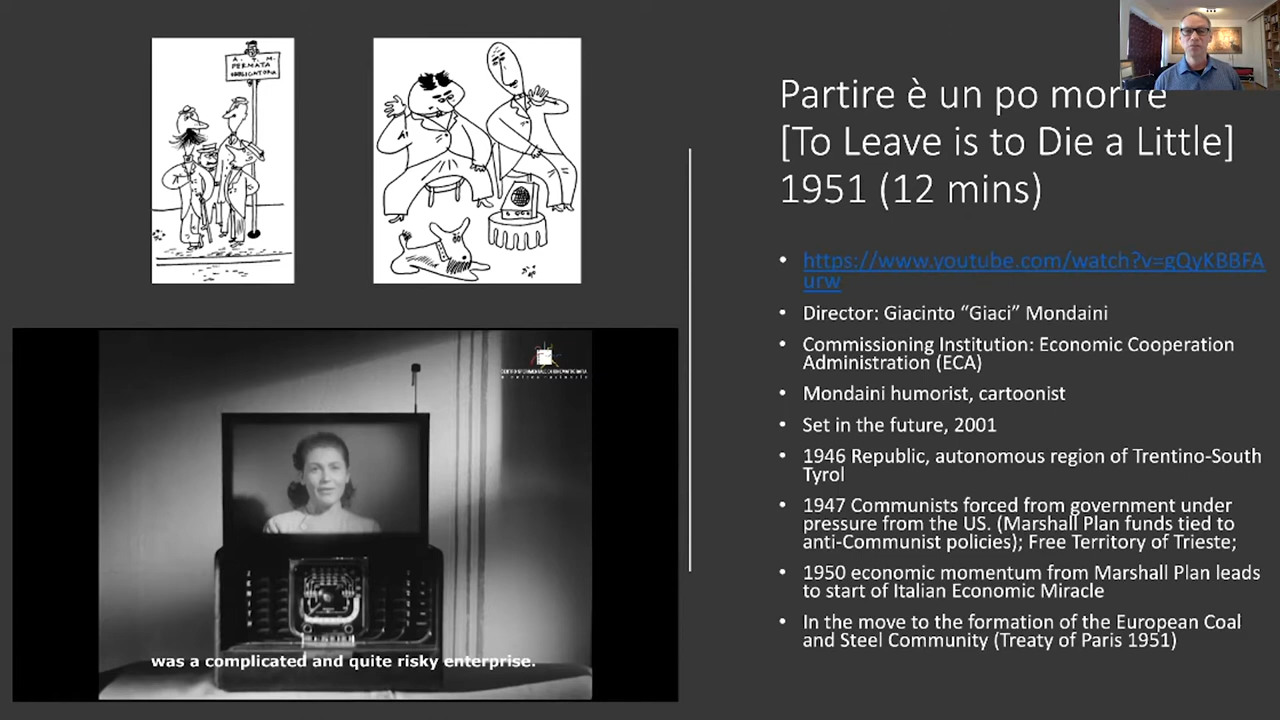 A. T. M.
FERMATA
OBBLIGATORIA
Partire è un po morire
[To Leave is to Die a Little]
1951 (12 mins)
• https://www.youtube.com/watch?v=gQyKBBFA
urw
• Director: Giacinto “Giaci” Mondaini
• Commissioning Institution: Economic Cooperation
Administration (ECA)
• Mondaini humorist, cartoonist
• Set in the future, 2001
• 1946 Republic, autonomous region of Trentino-South
Tyrol
• 1947 Communists forced from government under
pressure from the US. (Marshall Plan funds tied to
anti-Communist policies); Free Territory of Trieste;
• 1950 economic momentum from Marshall Plan leads
to start of Italian Economic Miracle
• In the move to the formation of the European Coal
and Steel Community (Treaty of Paris 1951)
was a complicated and quite risky enterprise.